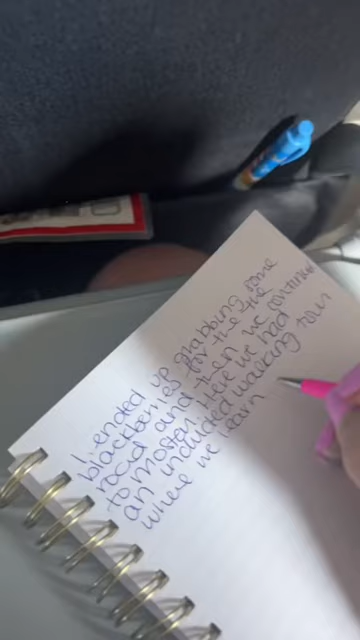 I ended up grabbing some
blackberries for the
road and then we continued
to mostar. Here we had
an included walking tour
where we learn